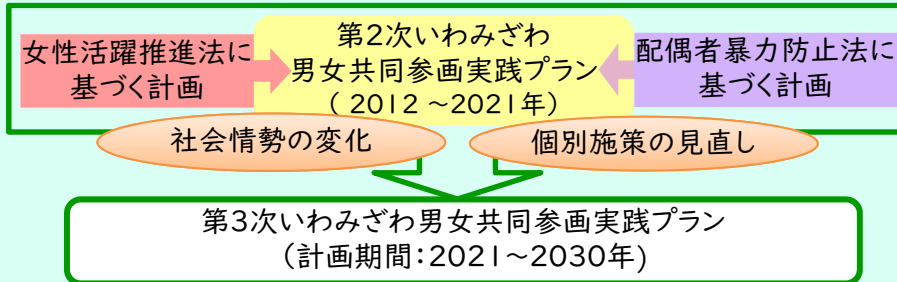 女性活躍推進法に
基づく計画
第2次いわみざわ
男女共同参画実践プラン
( 2012 ~2021年)
配偶者暴力防止法に
基づく計画
社会情勢の変化
個別施策の見直し
第3次いわみざわ男女共同参画実践プラン
(計画期間:2021~2030年)